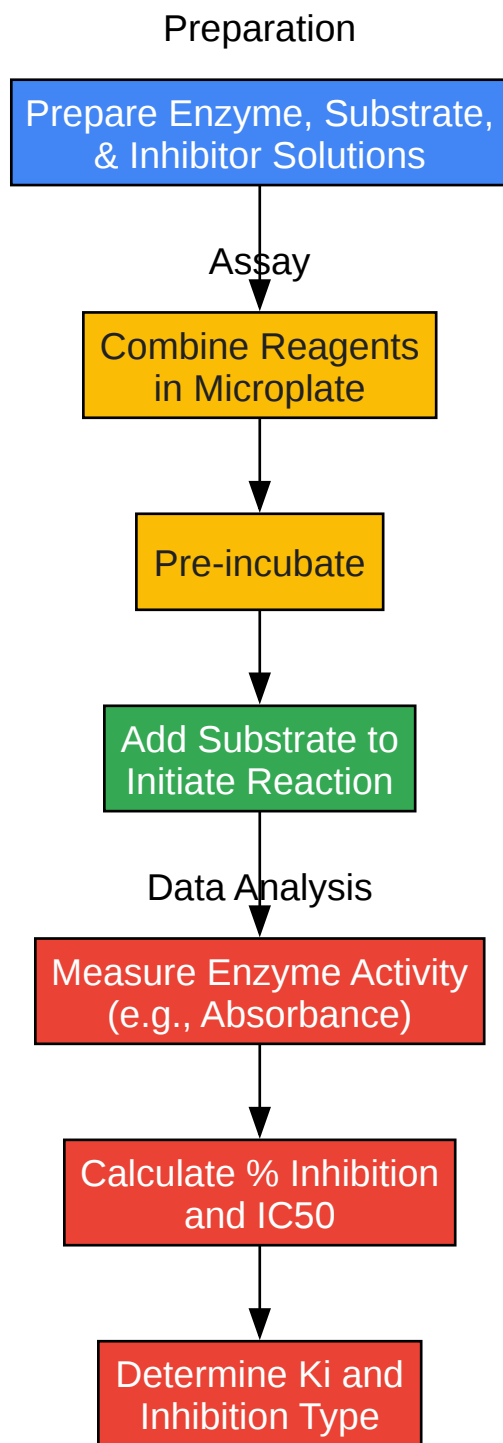 Preparation
Prepare Enzyme, Substrate,
& Inhibitor Solutions
Assay
Combine Reagents
in Microplate
Pre-incubate
Add Substrate to
Initiate Reaction
Data Analysis
Measure Enzyme Activity
(e.g., Absorbance)
Calculate % Inhibition
and IC50
Determine Ki and
Inhibition Type